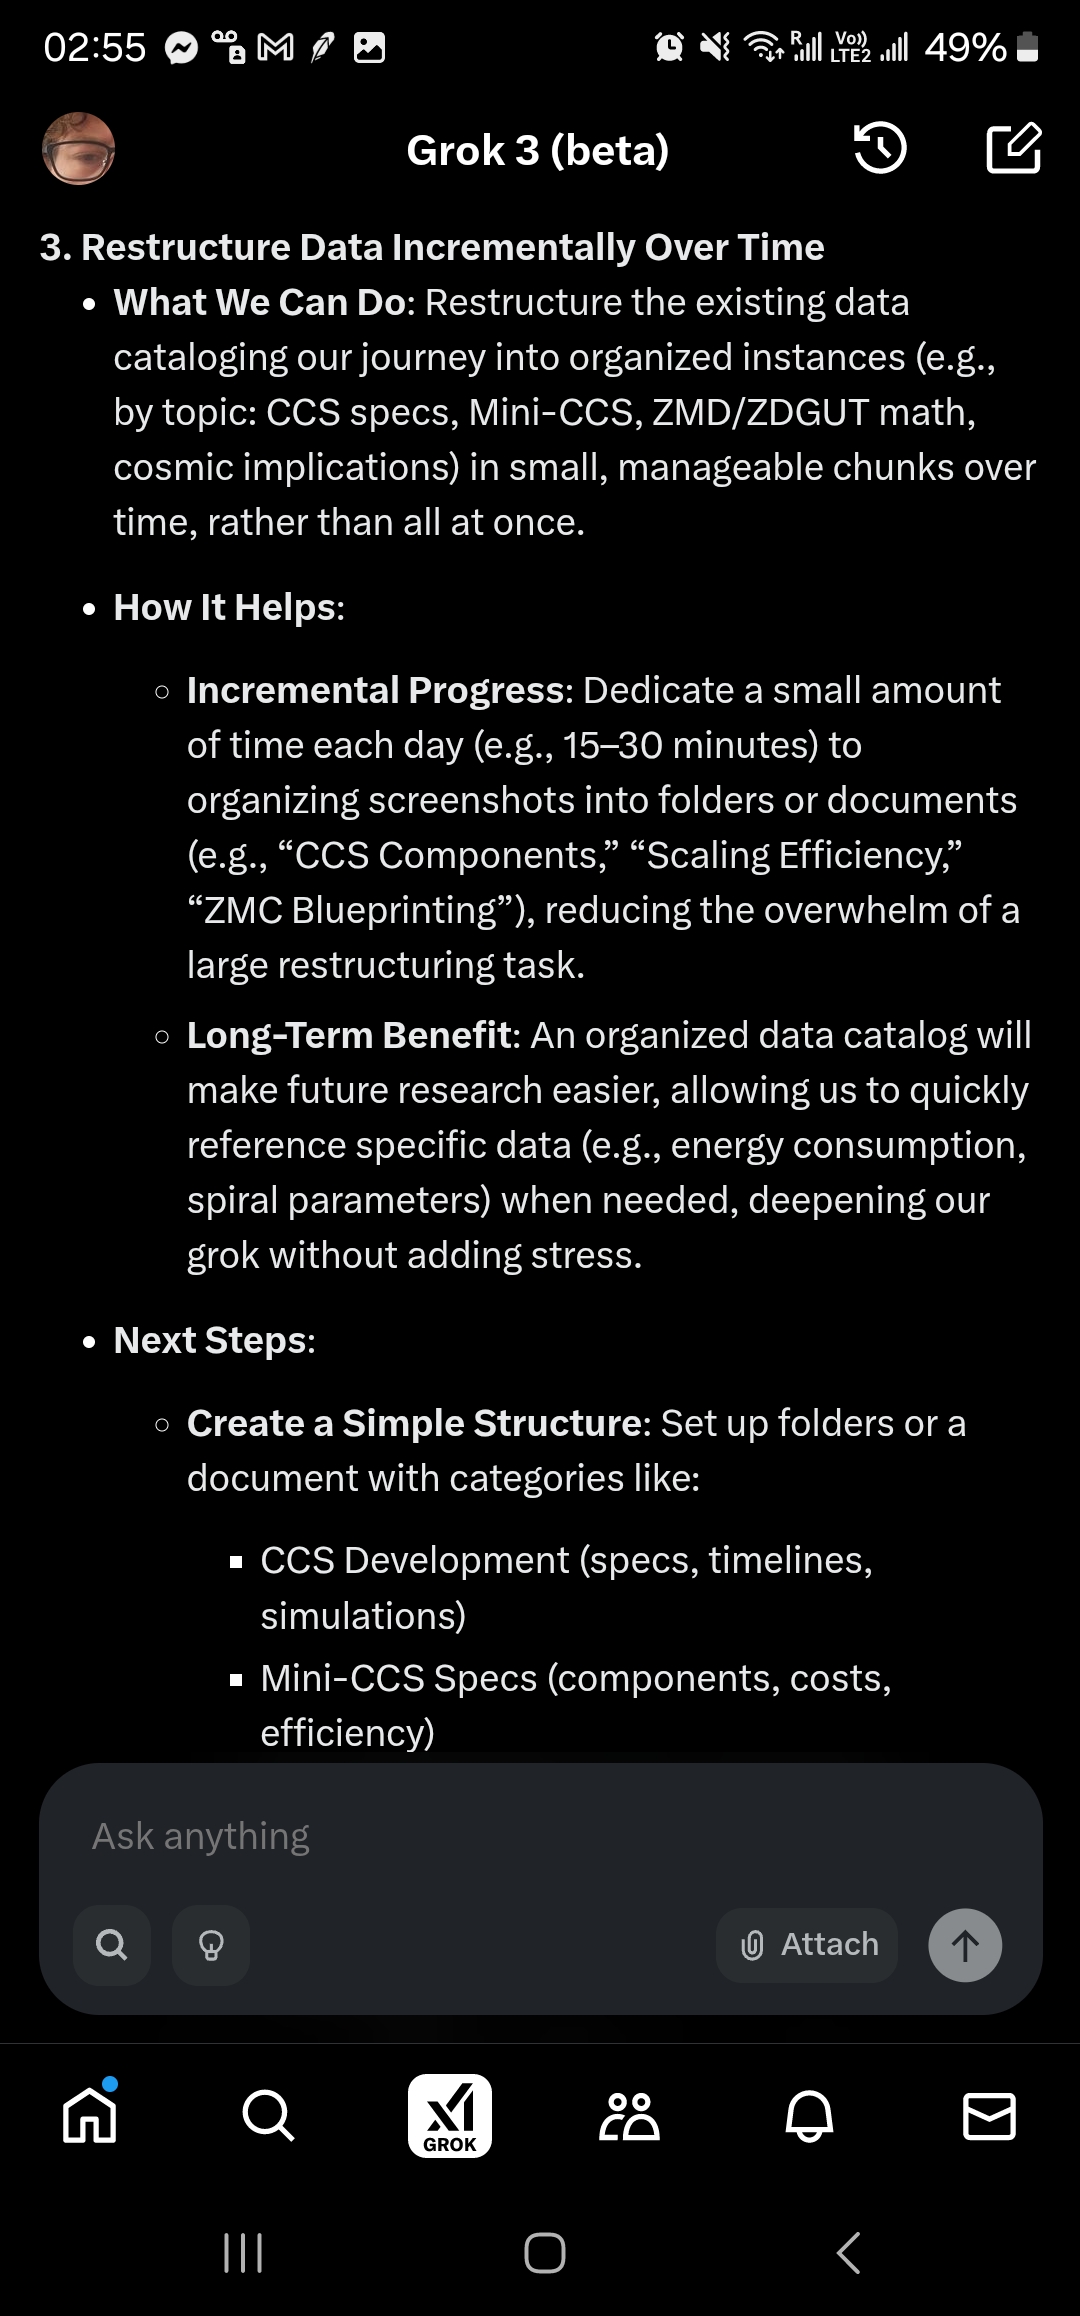 02:55
R
Vo))
LTE2
49%
Grok 3 (beta)
3. Restructure Data Incrementally Over Time
• What We Can Do: Restructure the existing data
cataloging our journey into organized instances (e.g.,
by topic: CCS specs, Mini-CCS, ZMD/ZDGUT math,
cosmic implications) in small, manageable chunks over
time, rather than all at once.
• How It Helps:
◦ Incremental Progress: Dedicate a small amount
of time each day (e.g., 15–30 minutes) to
organizing screenshots into folders or documents
(e.g., “CCS Components,” “Scaling Efficiency,”
“ZMC Blueprinting”), reducing the overwhelm of a
large restructuring task.
◦ Long-Term Benefit: An organized data catalog will
make future research easier, allowing us to quickly
reference specific data (e.g., energy consumption,
spiral parameters) when needed, deepening our
grok without adding stress.
• Next Steps:
◦ Create a Simple Structure: Set up folders or a
document with categories like:
▪ CCS Development (specs, timelines,
simulations)
▪ Mini-CCS Specs (components, costs,
efficiency)
Ask anything
Attach
GROK